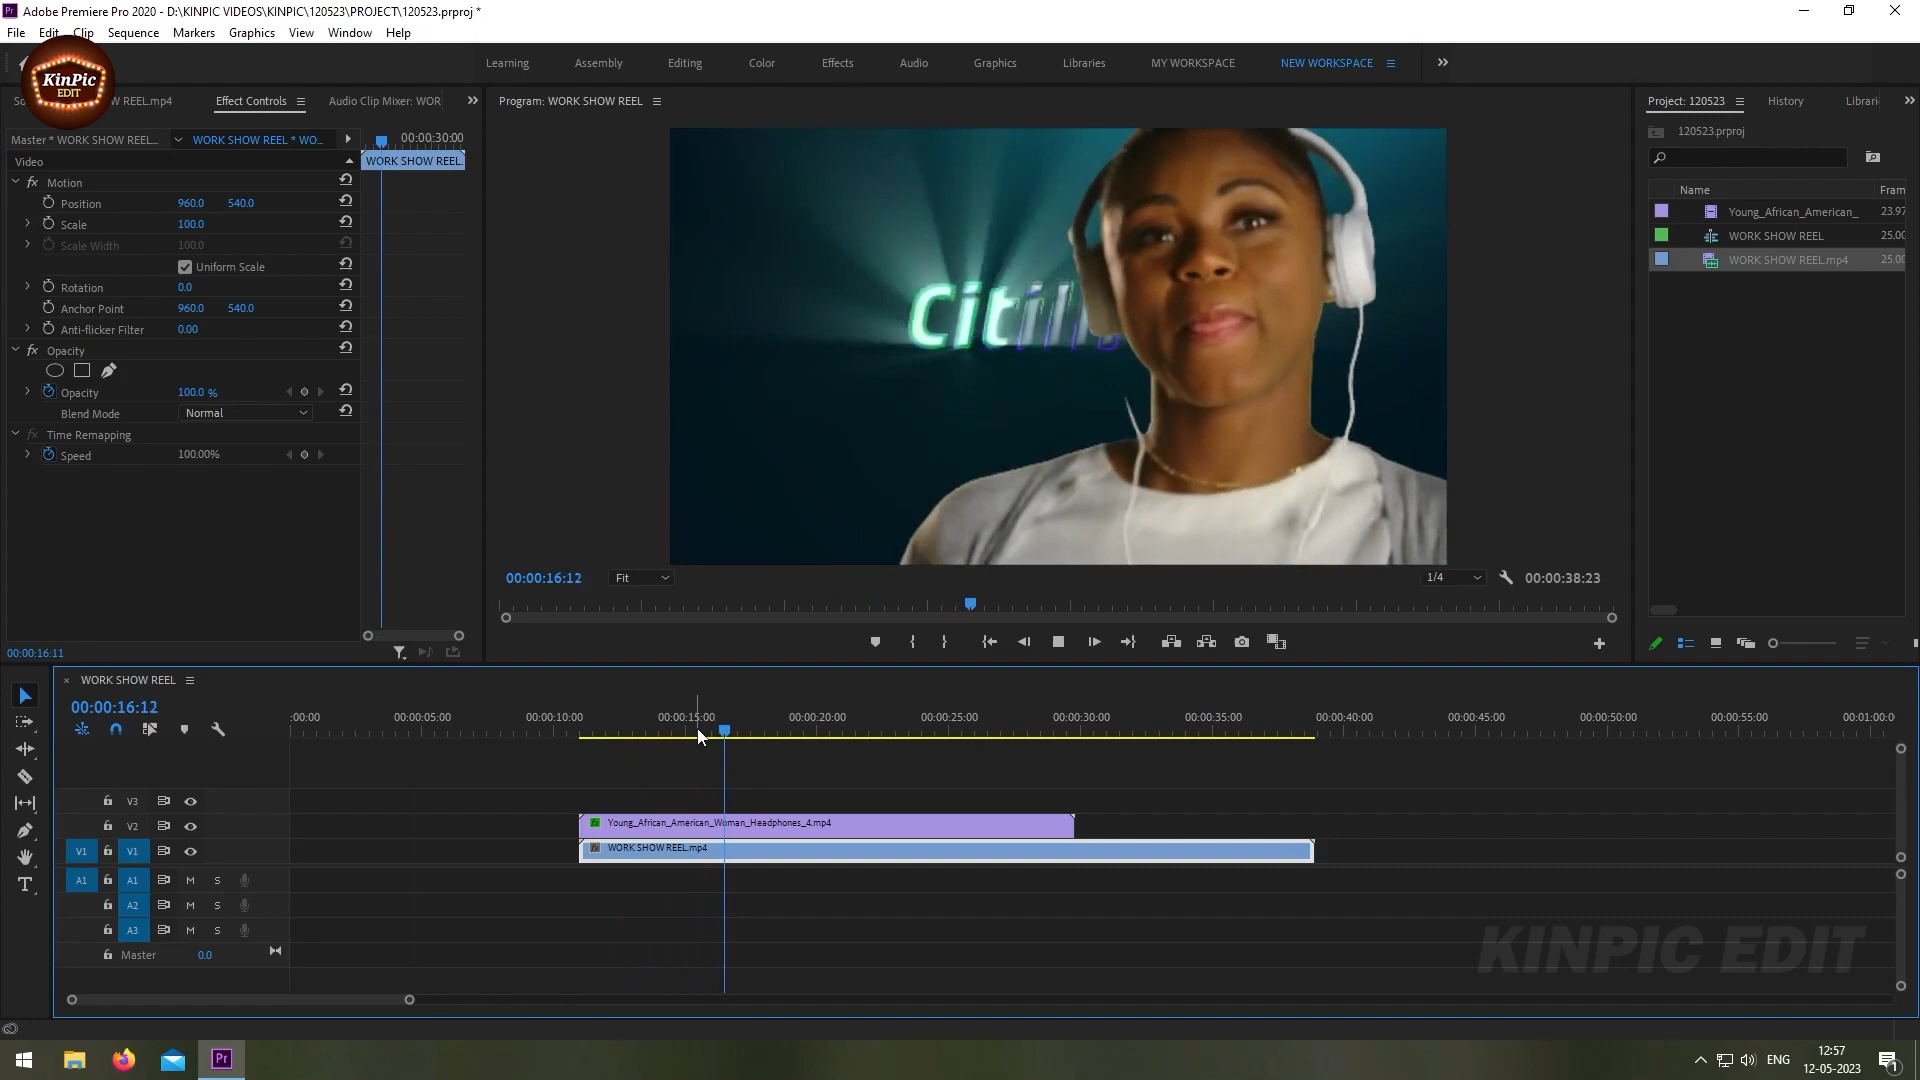 Adobe Premiere Pro 2020 - D:\KINPIC VIDEOS\KINPIC\120523\PROJECT\120523.prproj *
File Edit Clip Sequence Markers Graphics View Window Help
KinPic
EDIT
Learning Assembly Editing Color Effects Audio Graphics Libraries MY WORKSPACE NEW WORKSPACE
W REEL.mp4 Effect Controls Audio Clip Mixer: WOR
Program: WORK SHOW REEL
Project: 120523 History Librari
120523.prproj
Master * WORK SHOW REEL... WORK SHOW REEL * WO...
00:00:30:00
WORK SHOW REEL.
Video
Motion
Position 960.0 540.0
Scale 100.0
Scale Width 100.0
Uniform Scale
Rotation 0.0
Anchor Point 960.0 540.0
Anti-flicker Filter 0.00
Opacity
Opacity 100.0 %
Blend Mode Normal
Time Remapping
Speed 100.00%
00:00:16:11
Name Fram
Young_African_American_ 23.97
WORK SHOW REEL 25.00
WORK SHOW REEL.mp4 25.00
00:00:16:12 Fit 1/4 00:00:38:23
WORK SHOW REEL
00:00:16:12
:00:00 00:00:05:00 00:00:10:00 00:00:15:00 00:00:20:00 00:00:25:00 00:00:30:00 00:00:35:00 00:00:40:00 00:00:45:00 00:00:50:00 00:00:55:00 00:01:00:0
V3
V2 Young_African_American_Woman_Headphones_4.mp4
V1 V1 WORK SHOW REEL.mp4
A1 A1 M S
A2 M S
A3 M S
Master 0.0
KINPIC EDIT
Pr
ENG
12:57
12-05-2023